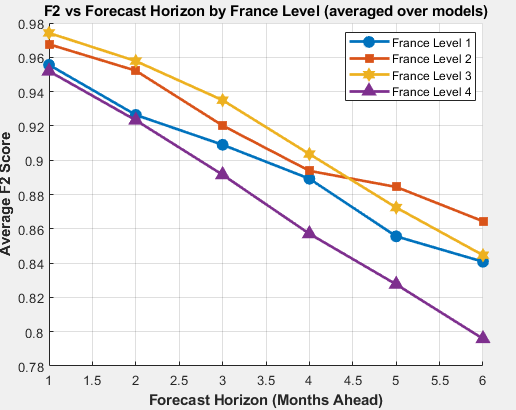 F2 vs Forecast Horizon by France Level (averaged over models)
0.98
0.96
0.94
0.92
0.9
0.88
0.86
0.84
0.82
0.8
0.78
Average F2 Score
France Level 1
France Level 2
France Level 3
France Level 4
1 1.5 2 2.5 3 3.5 4 4.5 5 5.5 6
Forecast Horizon (Months Ahead)